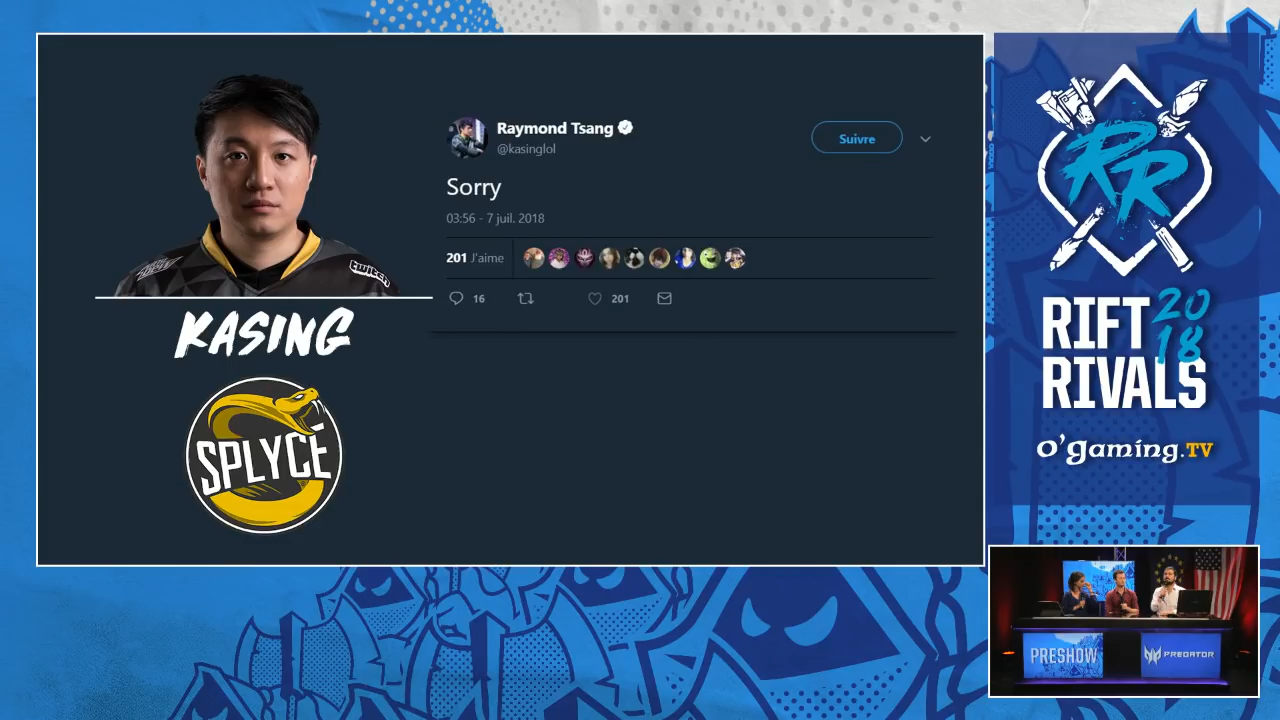 Raymond Tsang
@kasinglol
Suivre
Sorry
03:56 - 7 juil. 2018
201 J'aime
16
201
twitch
KASING
SPLYCE
RR
RIFT 2018
RIVALS
O'Gaming.TV
PRESHOW
PREDATOR